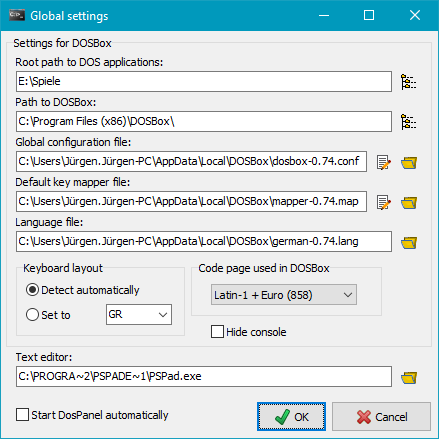 Global settings
Settings for DOSBox
Root path to DOS applications:
E:\Spiele
Path to DOSBox:
C:\Program Files (x86)\DOSBox\
Global configuration file:
C:\Users\Jürgen.Jürgen-PC\AppData\Local\DOSBox\dosbox-0.74.conf
Default key mapper file:
C:\Users\Jürgen.Jürgen-PC\AppData\Local\DOSBox\mapper-0.74.map
Language file:
C:\Users\Jürgen.Jürgen-PC\AppData\Local\DOSBox\german-0.74.lang
Keyboard layout
Detect automatically
Set to GR
Code page used in DOSBox
Latin-1 + Euro (858)
Hide console
Text editor:
C:\PROGRA~2\PSPADE~1\PSPad.exe
Start DosPanel automatically
OK
Cancel